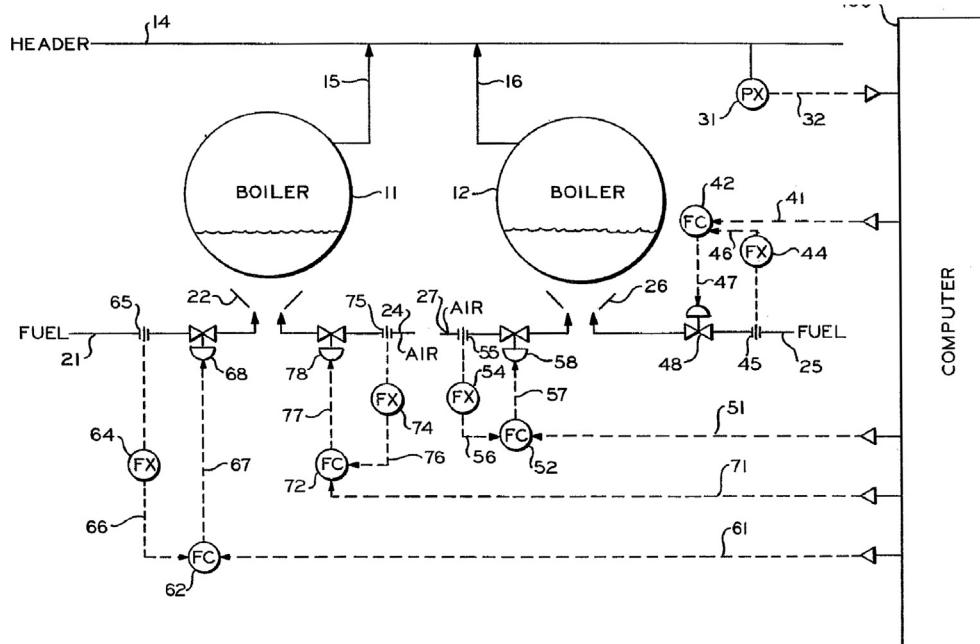 HEADER
14
15
16
PX
31
32
BOILER
11
12
BOILER
42
FC
41
46
FX
44
47
22
26
65
75
24
27
AIR
FUEL
21
68
78
AIR
55
58
48
45
25
FUEL
COMPUTER
FX
74
FX
54
57
51
77
64
FX
67
72
FC
76
56
FC
52
71
66
FC
62
61